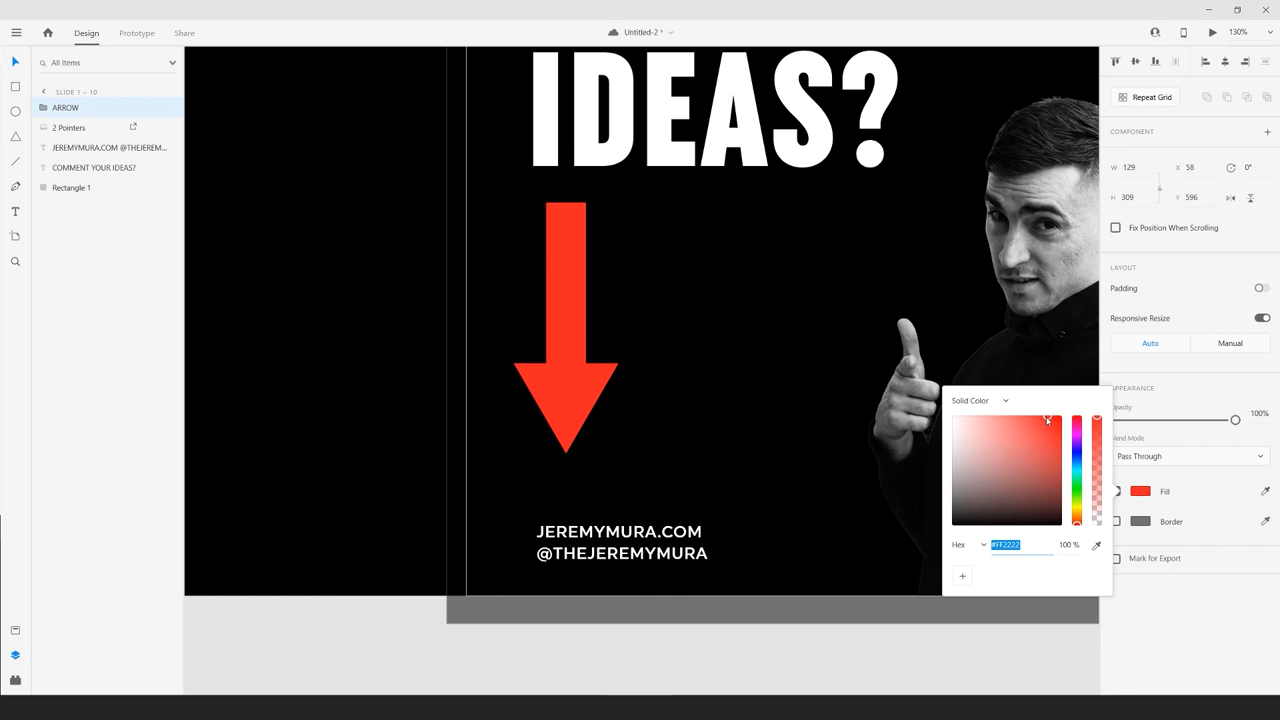 Design
Prototype
Share
Untitled-2 *
130%
All Items
SLIDE 1 – 10
ARROW
2 Pointers
JEREMYMURA.COM @THEJEREM...
COMMENT YOUR IDEAS?
Rectangle 1
IDEAS?
JEREMYMURA.COM
@THEJEREMYMURA
Repeat Grid
COMPONENT
W 129 X 58 0°
H 309 Y 596
Fix Position When Scrolling
LAYOUT
Padding
Responsive Resize
Auto Manual
APPEARANCE
Opacity
100%
Blend Mode
Pass Through
Fill
Border
Mark for Export
Solid Color
Hex #FF2222 100 %